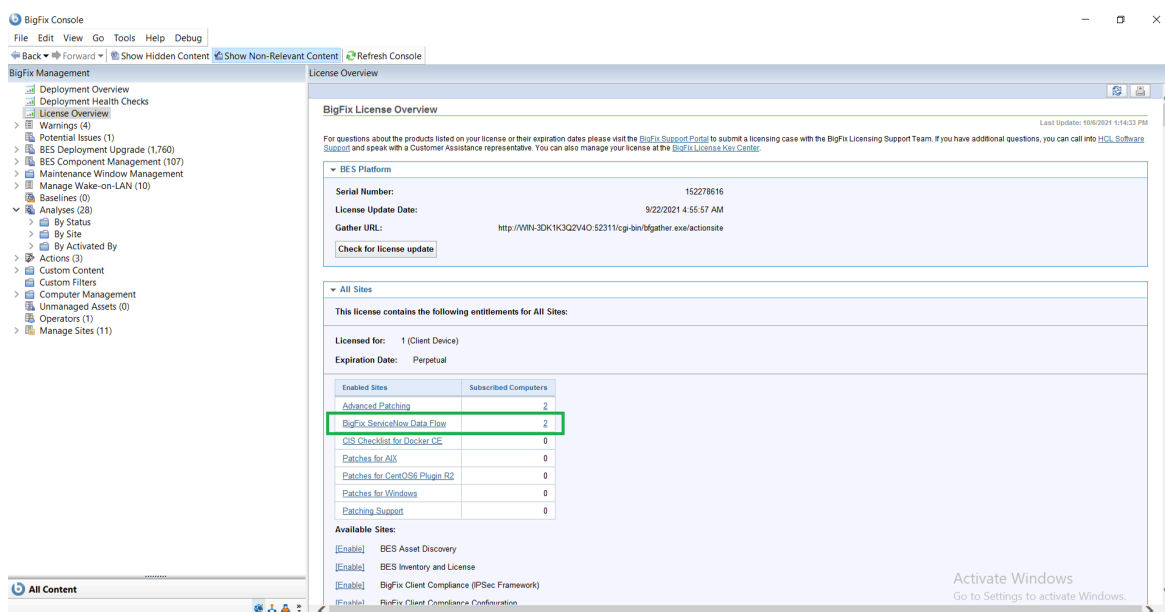 BigFix Console
File Edit View Go Tools Help Debug
Back Forward Show Hidden Content Show Non-Relevant Content Refresh Console
BigFix Management
Deployment Overview
Deployment Health Checks
License Overview
Warnings (4)
Potential Issues (1)
BES Deployment Upgrade (1,760)
BES Component Management (107)
Maintenance Window Management
Manage Wake-on-LAN (10)
Baselines (0)
Analyses (28)
By Status
By Site
By Activated By
Actions (3)
Custom Content
Custom Filters
Computer Management
Unmanaged Assets (0)
Operators (1)
Manage Sites (11)
All Content
License Overview
BigFix License Overview
Last Update: 10/6/2021 1:14:33 PM
For questions about the products listed on your license or their expiration dates please visit the BigFix Support Portal to submit a licensing case with the BigFix Licensing Support Team. If you have additional questions, you can call into HCL Software
Support and speak with a Customer Assistance representative. You can also manage your license at the BigFix License Key Center.
BES Platform
Serial Number: 152278616
License Update Date: 9/22/2021 4:55:57 AM
Gather URL: http://WIN-3DK1K3Q2V4O:52311/cgi-bin/bfgather.exe/actionsite
Check for license update
All Sites
This license contains the following entitlements for All Sites:
Licensed for: 1 (Client Device)
Expiration Date: Perpetual
Enabled Sites Subscribed Computers
Advanced Patching 2
BigFix ServiceNow Data Flow 2
CIS Checklist for Docker CE 0
Patches for AIX 0
Patches for CentOS6 Plugin R2 0
Patches for Windows 0
Patching Support 0
Available Sites:
[Enable] BES Asset Discovery
[Enable] BES Inventory and License
[Enable] BigFix Client Compliance (IPSec Framework)
[Enable] BigFix Client Compliance Configuration
Activate Windows
Go to Settings to activate Windows.